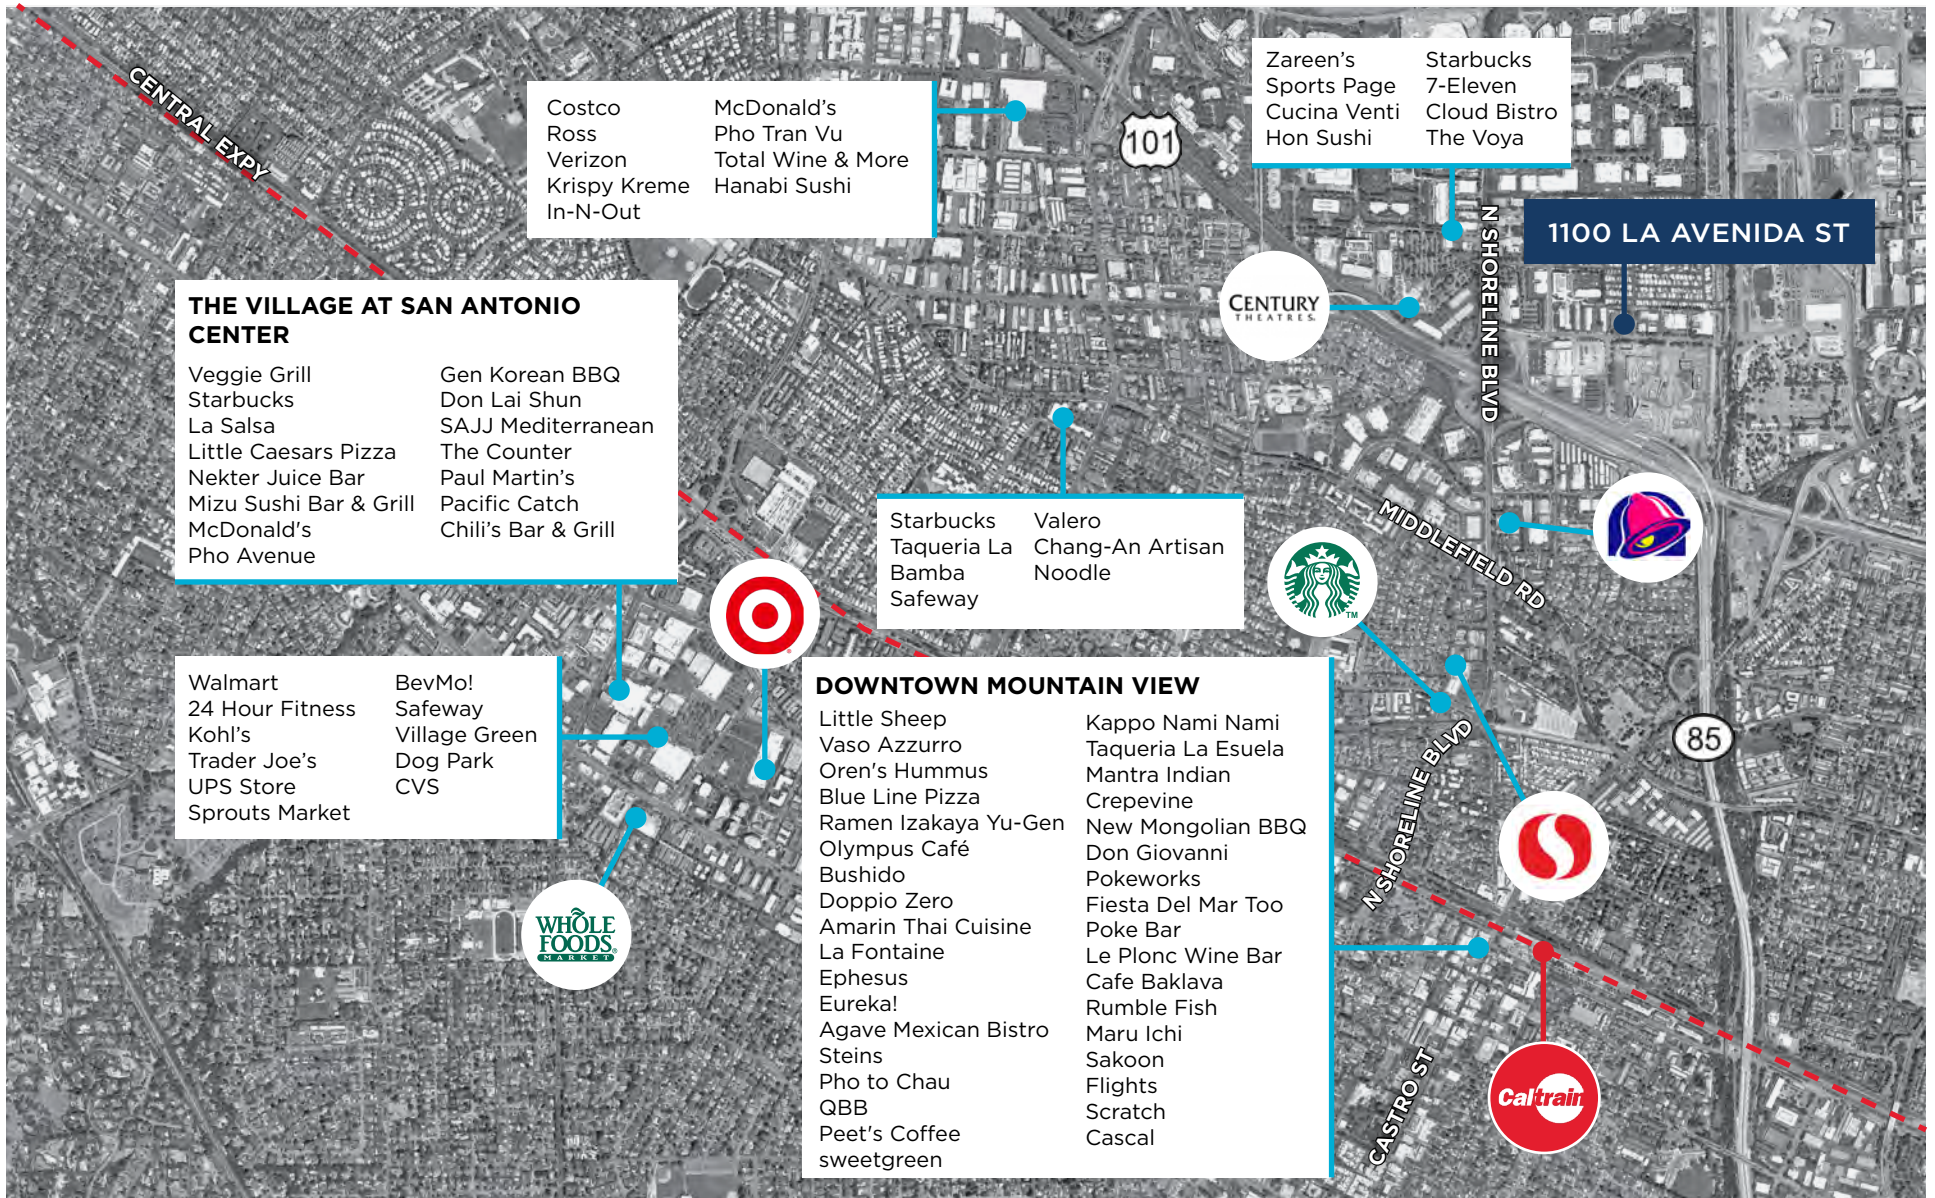 CENTRAL EXPY
Costco
Ross
Verizon
Krispy Kreme
In-N-Out
McDonald's
Pho Tran Vu
Total Wine & More
Hanabi Sushi
101
Zareen's
Sports Page
Cucina Venti
Hon Sushi
Starbucks
7-Eleven
Cloud Bistro
The Voya
N SHORELINE BLVD
1100 LA AVENIDA ST
CENTURY
THEATRES.
THE VILLAGE AT SAN ANTONIO
CENTER
Veggie Grill
Starbucks
La Salsa
Little Caesars Pizza
Nekter Juice Bar
Mizu Sushi Bar & Grill
McDonald's
Pho Avenue
Gen Korean BBQ
Don Lai Shun
SAJJ Mediterranean
The Counter
Paul Martin's
Pacific Catch
Chili's Bar & Grill
Starbucks
Taqueria La
Bamba
Safeway
Valero
Chang-An Artisan
Noodle
MIDDLEFIELD RD
TM
Walmart
24 Hour Fitness
Kohl's
Trader Joe's
UPS Store
Sprouts Market
BevMo!
Safeway
Village Green
Dog Park
CVS
WHOLE
FOODS®
MARKET
DOWNTOWN MOUNTAIN VIEW
Little Sheep
Vaso Azzurro
Oren's Hummus
Blue Line Pizza
Ramen Izakaya Yu-Gen
Olympus Café
Bushido
Doppio Zero
Amarin Thai Cuisine
La Fontaine
Ephesus
Eureka!
Agave Mexican Bistro
Steins
Pho to Chau
QBB
Peet's Coffee
sweetgreen
Kappo Nami Nami
Taqueria La Esuela
Mantra Indian
Crepevine
New Mongolian BBQ
Don Giovanni
Pokeworks
Fiesta Del Mar Too
Poke Bar
Le Plonc Wine Bar
Cafe Baklava
Rumble Fish
Maru Ichi
Sakoon
Flights
Scratch
Cascal
N SHORELINE BLVD
85
CASTRO ST
Caltrain